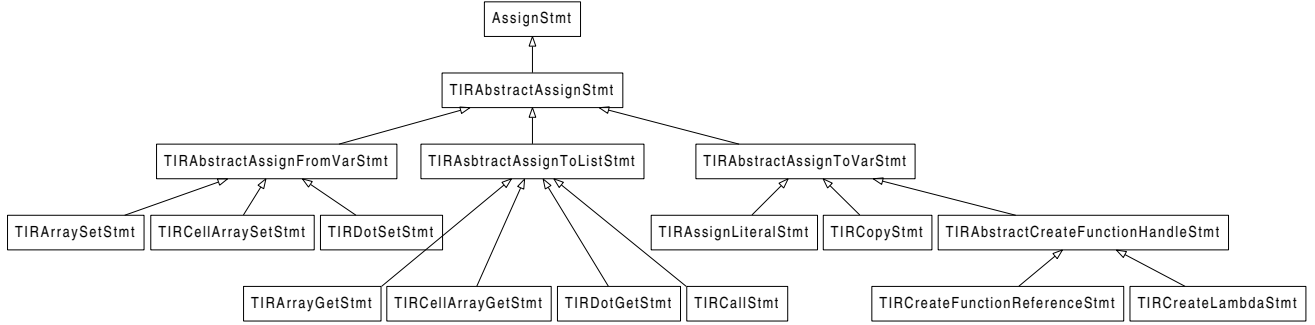 AssignStmt
TIRAbstractAssignStmt
TIRAbstractAssignFromVarStmt
TIRAsbtractAssignToListStmt
TIRAbstractAssignToVarStmt
TIRArraySetStmt
TIRCellArraySetStmt
TIRDotSetStmt
TIRAssignLiteralStmt
TIRCopyStmt
TIRAbstractCreateFunctionHandleStmt
TIRArrayGetStmt
TIRCellArrayGetStmt
TIRDotGetStmt
TIRCallStmt
TIRCreateFunctionReferenceStmt
TIRCreateLambdaStmt